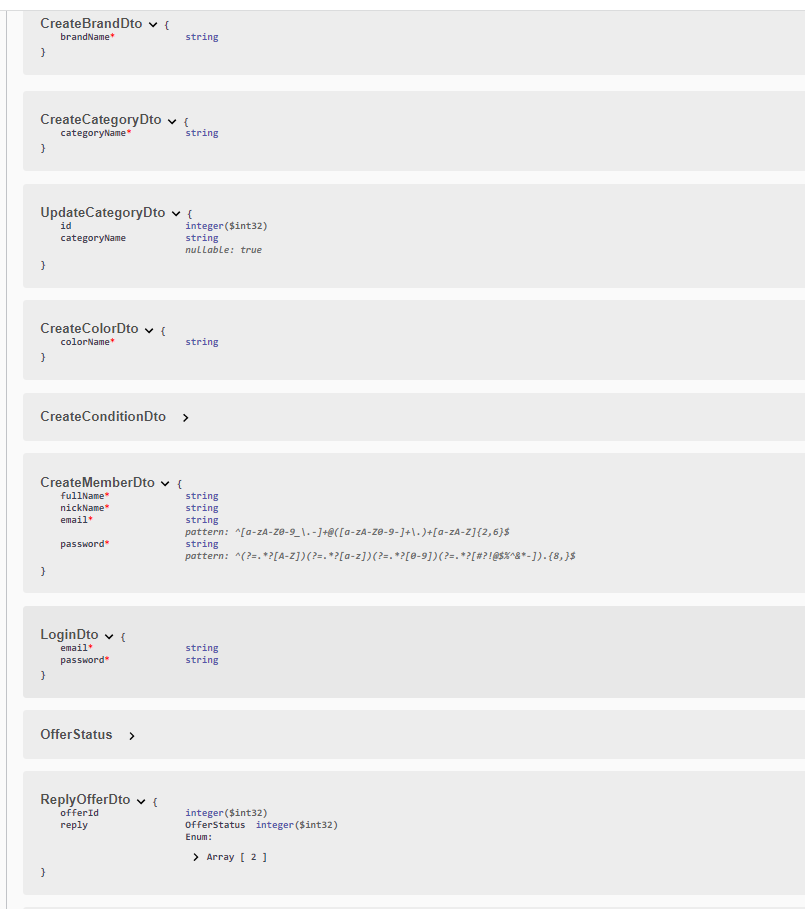 CreateBrandDto {
brandName* string
}
CreateCategoryDto {
categoryName* string
}
UpdateCategoryDto {
id integer($int32)
categoryName string
nullable: true
}
CreateColorDto {
colorName* string
}
CreateConditionDto
CreateMemberDto {
fullName* string
nickName* string
email* string
pattern: ^[a-zA-Z0-9_\.-]+@([a-zA-Z0-9-]+\.)+[a-zA-Z]{2,6}$
password* string
pattern: ^(?=.*?[A-Z])(?=.*?[a-z])(?=.*?[0-9])(?=.*?[#?!@$%^&*-]).{8,}$
}
LoginDto {
email* string
password* string
}
OfferStatus
ReplyOfferDto {
offerId integer($int32)
reply OfferStatus integer($int32)
Enum:
Array [ 2 ]
}